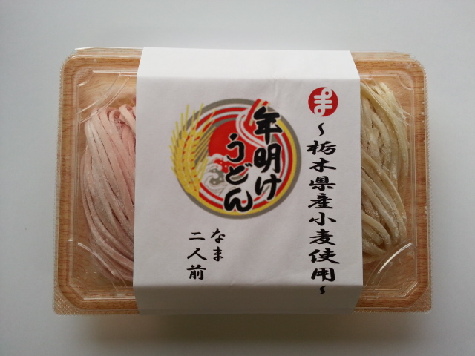 ま
～栃木県産小麦使用～
年明け
うどん
なま
二人前